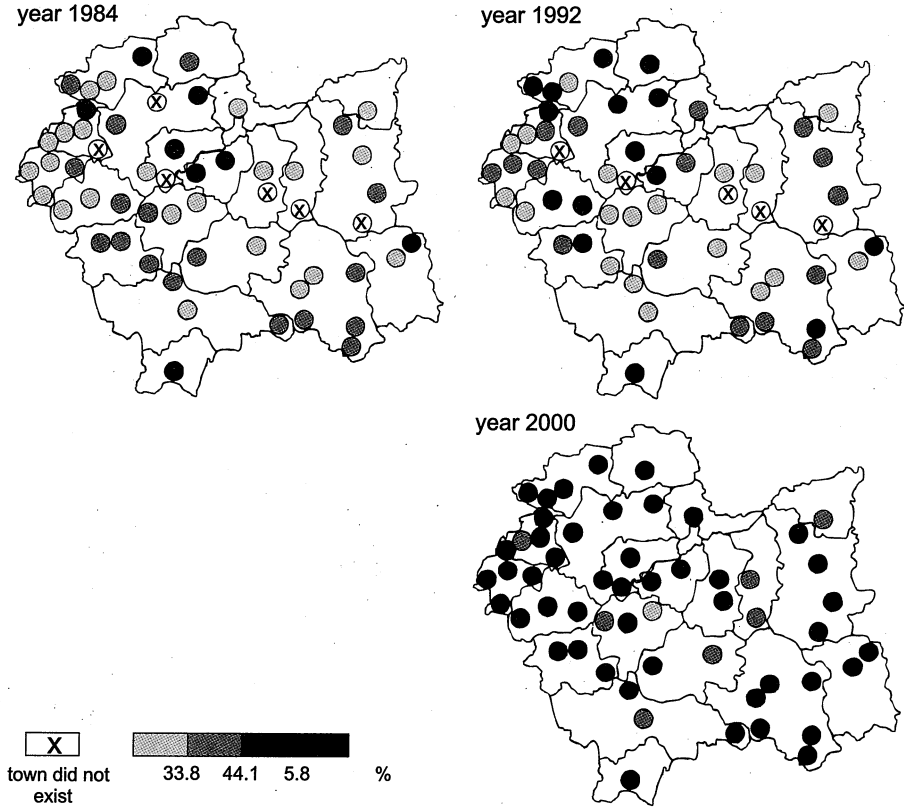 year 1984
year 1992
X
X
X
X
X
X
X
X
X
X
X
X
year 2000
X
town did not
exist
33.8 44.1 5.8 %